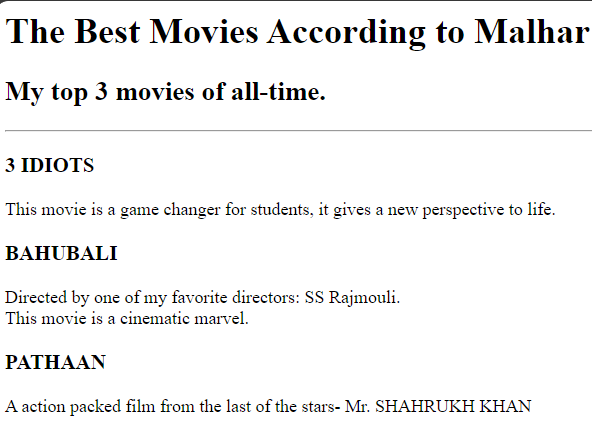 The Best Movies According to Malhar
My top 3 movies of all-time.
3 IDIOTS
This movie is a game changer for students, it gives a new perspective to life.
BAHUBALI
Directed by one of my favorite directors: SS Rajmouli.
This movie is a cinematic marvel.
PATHAAN
A action packed film from the last of the stars- Mr. SHAHRUKH KHAN